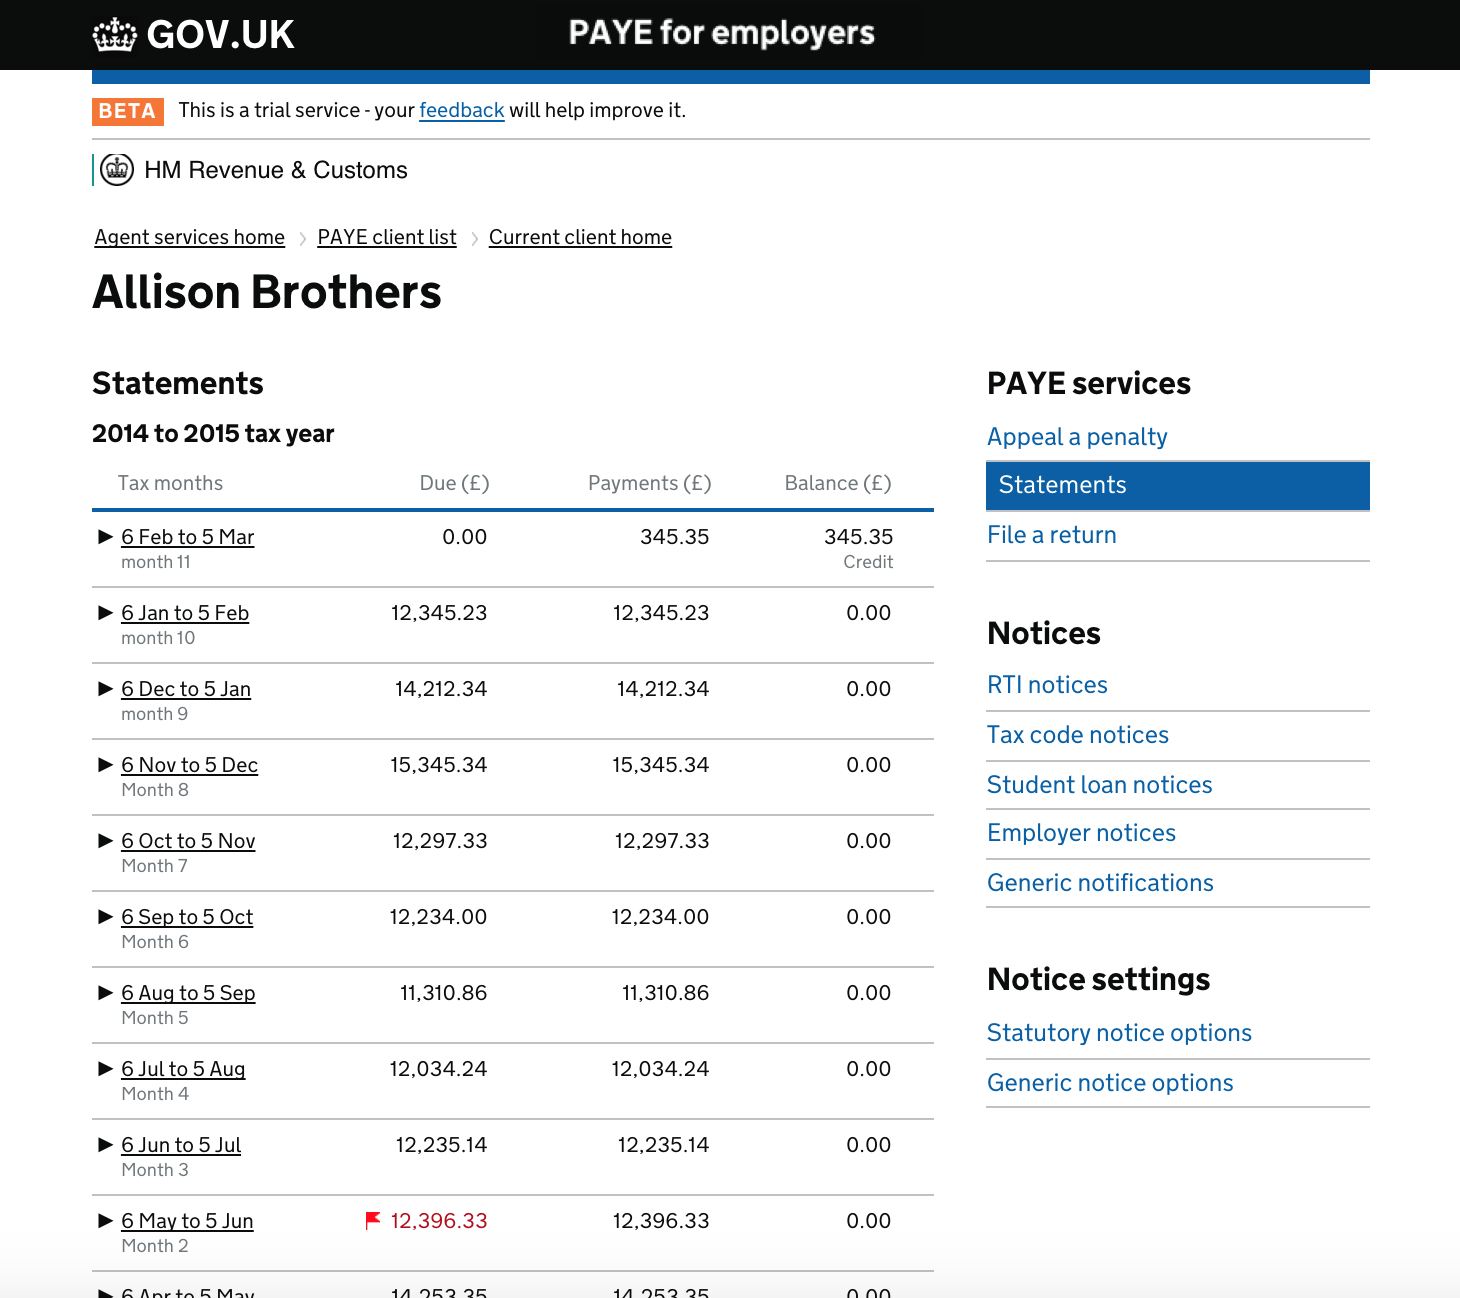 GOV.UK
PAYE for employers
BETA This is a trial service - your feedback will help improve it.
HM Revenue & Customs
Agent services home PAYE client list Current client home
Allison Brothers
Statements
2014 to 2015 tax year
Tax months Due (£) Payments (£) Balance (£)
6 Feb to 5 Mar 0.00 345.35 345.35
month 11 Credit
6 Jan to 5 Feb 12,345.23 12,345.23 0.00
month 10
6 Dec to 5 Jan 14,212.34 14,212.34 0.00
month 9
6 Nov to 5 Dec 15,345.34 15,345.34 0.00
Month 8
6 Oct to 5 Nov 12,297.33 12,297.33 0.00
Month 7
6 Sep to 5 Oct 12,234.00 12,234.00 0.00
Month 6
6 Aug to 5 Sep 11,310.86 11,310.86 0.00
Month 5
6 Jul to 5 Aug 12,034.24 12,034.24 0.00
Month 4
6 Jun to 5 Jul 12,235.14 12,235.14 0.00
Month 3
6 May to 5 Jun 12,396.33 12,396.33 0.00
Month 2
6 Apr to 5 May 14,253.35 14,253.35 0.00
PAYE services
Appeal a penalty
Statements
File a return
Notices
RTI notices
Tax code notices
Student loan notices
Employer notices
Generic notifications
Notice settings
Statutory notice options
Generic notice options